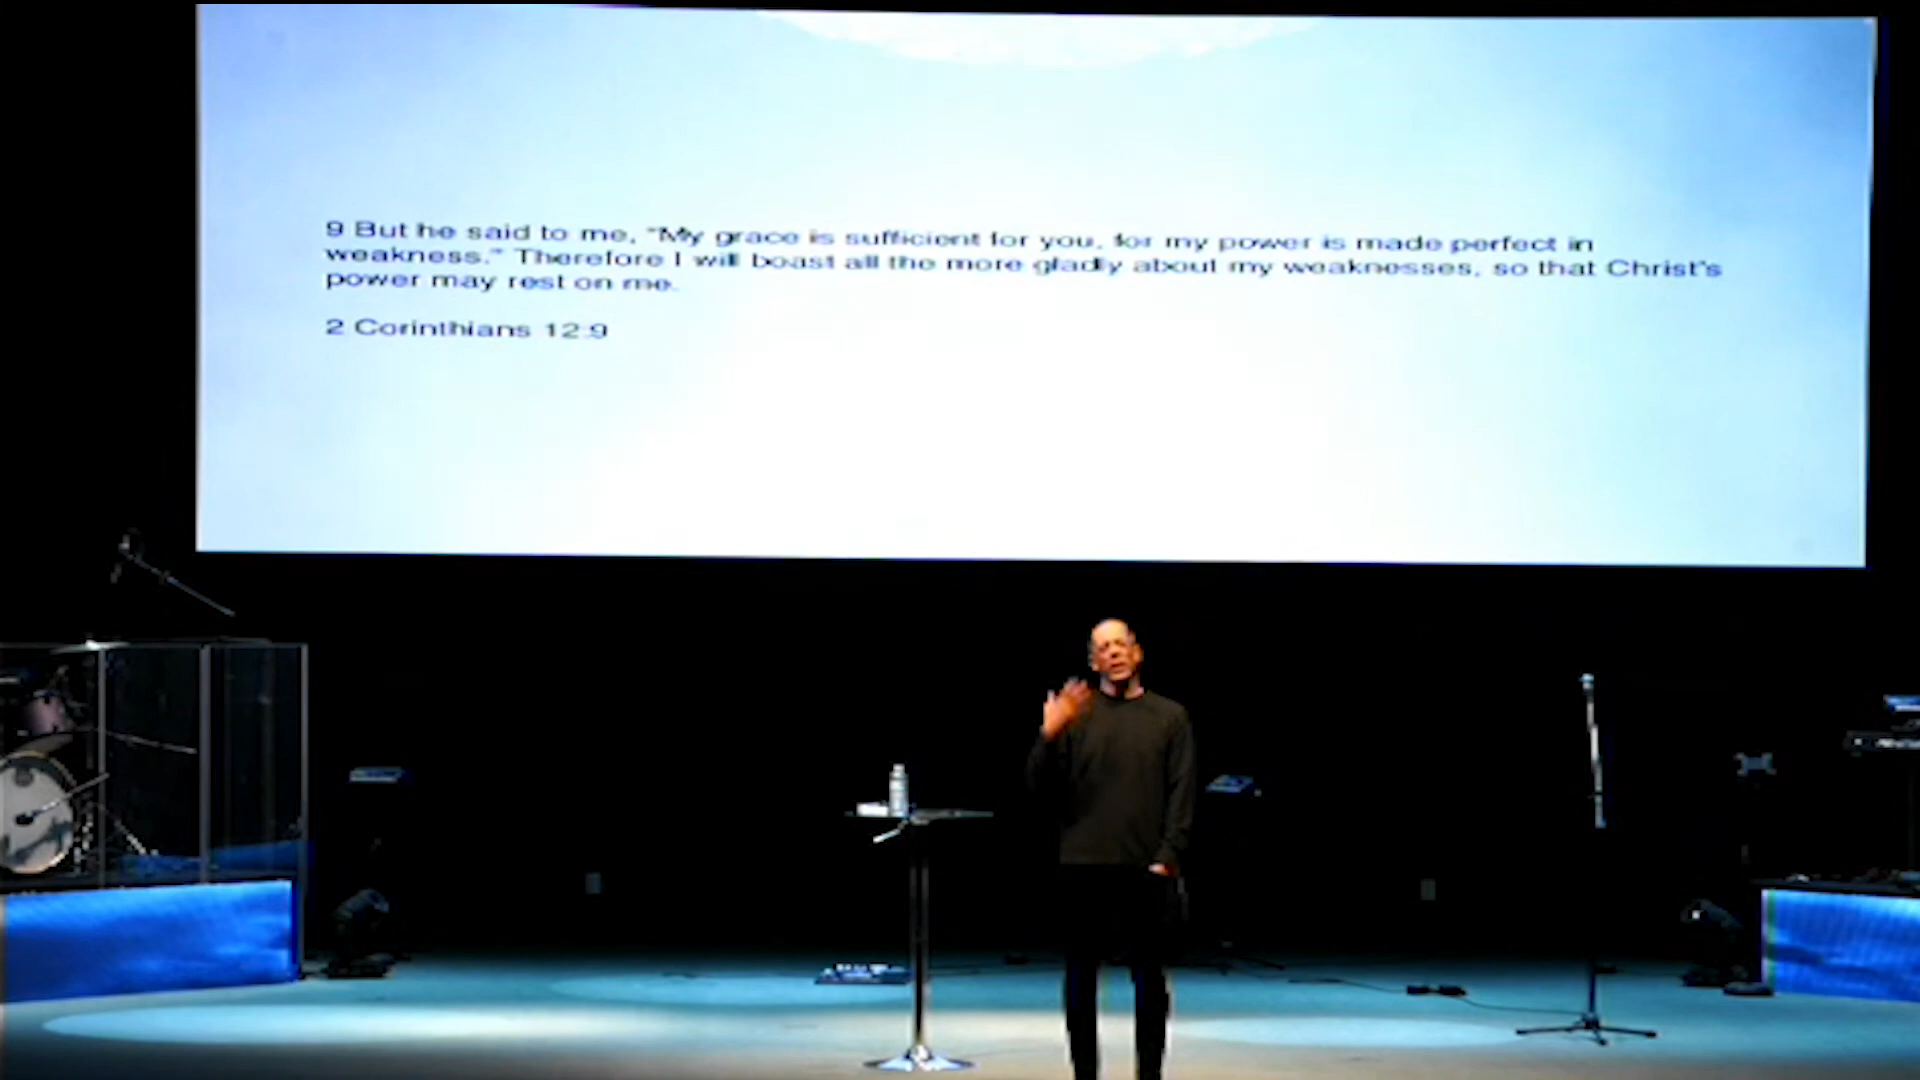 9 But he said to me, "My grace is sufficient for you, for my power is made perfect in
weakness." Therefore I will boast all the more gladly about my weaknesses, so that Christ's
power may rest on me.
2 Corinthians 12:9